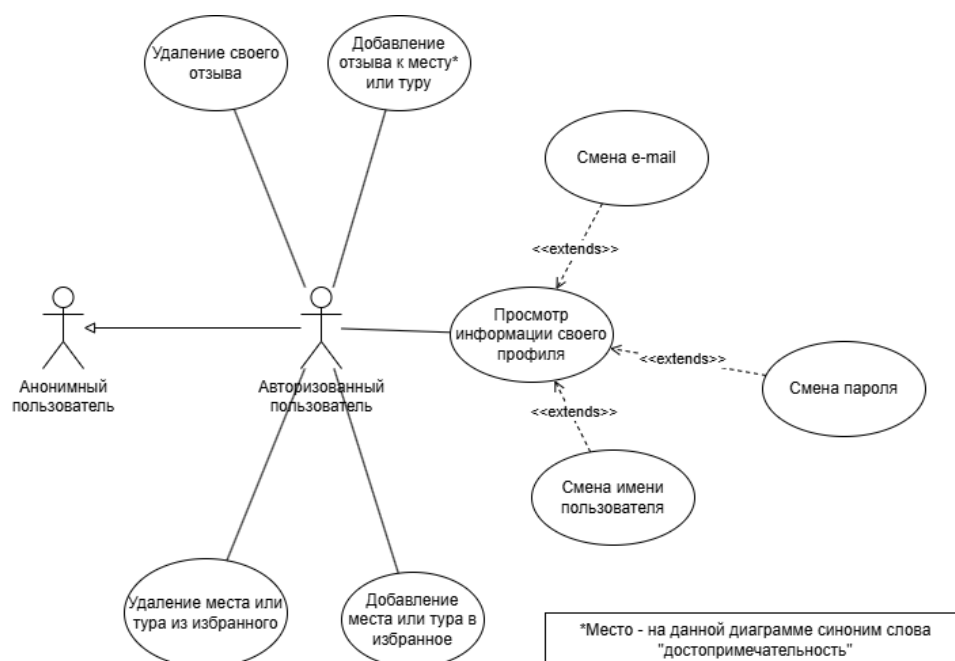 Удаление своего
отзыва
Добавление
отзыва к месту*
или туру
Смена e-mail
<<extends>>
Просмотр
информации своего
профиля
<<extends>>
Смена пароля
<<extends>>
Смена имени
пользователя
Анонимный
пользователь
Авторизованный
пользователь
Удаление места или
тура из избранного
Добавление
места или тура в
избранное
*Место - на данной диаграмме синоним слова
"достопримечательность"